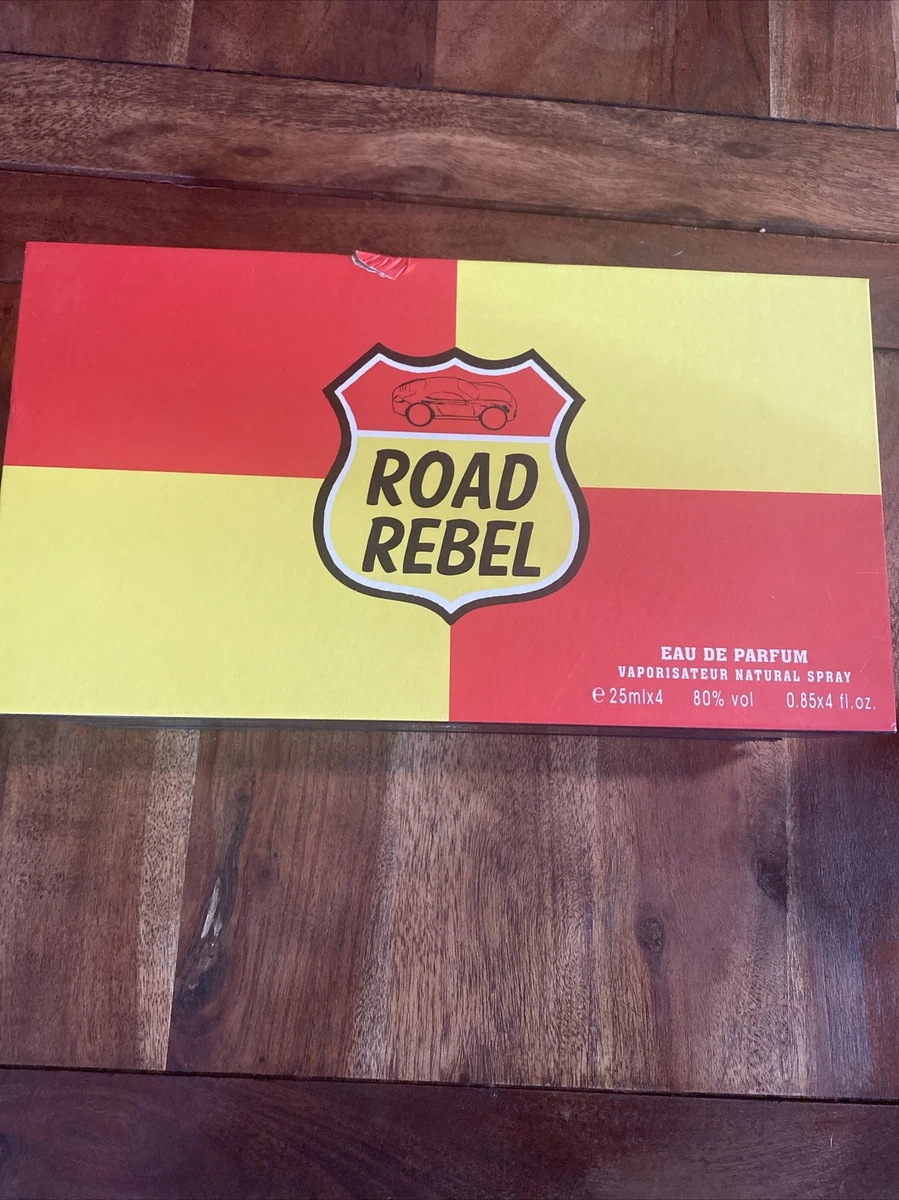 ROAD
REBEL
EAU DE PARFUM
VAPORISATEUR NATURAL SPRAY
℮ 25mlx4 80% vol 0.85x4 fl.oz.